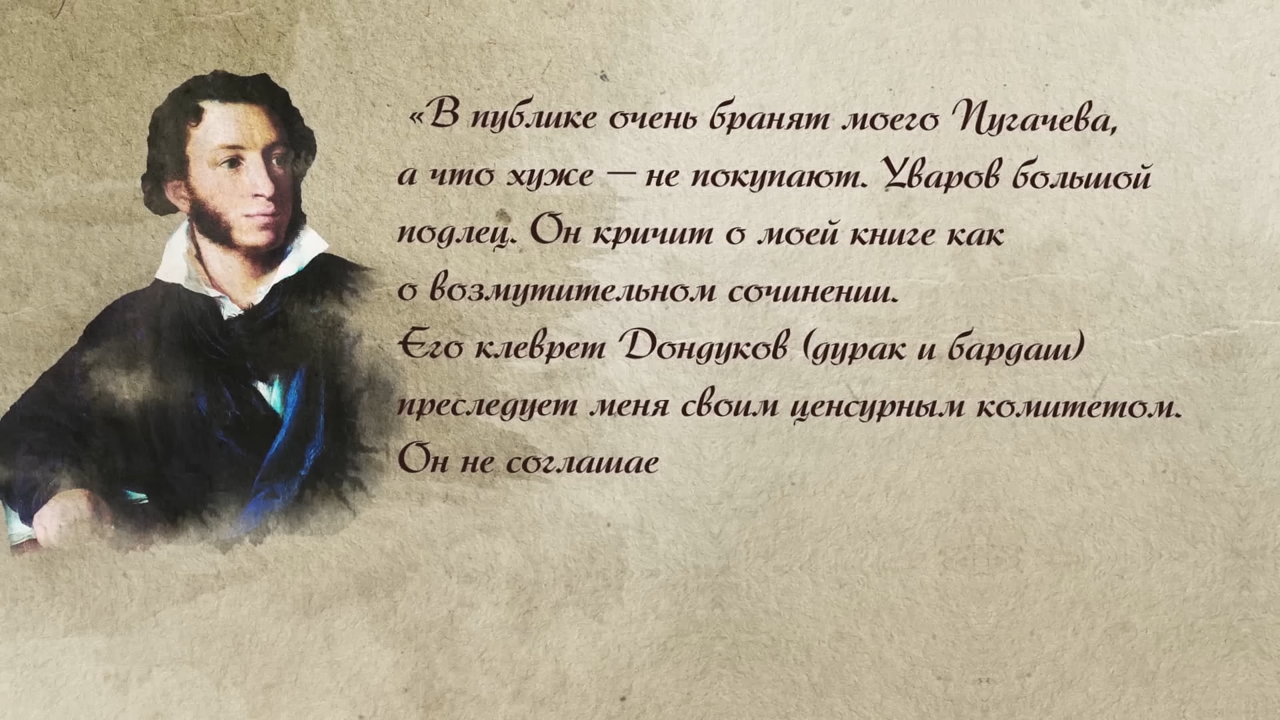 «В публике очень бранят моего Пугачева,
а что хуже — не покупают. Уваров большой
подлец. Он кричит о моей книге как
о возмутительном сочинении.
Его клеврет Дондуков (дурак и бардаш)
преследует меня своим ценсурным комитетом.
Он не соглашае